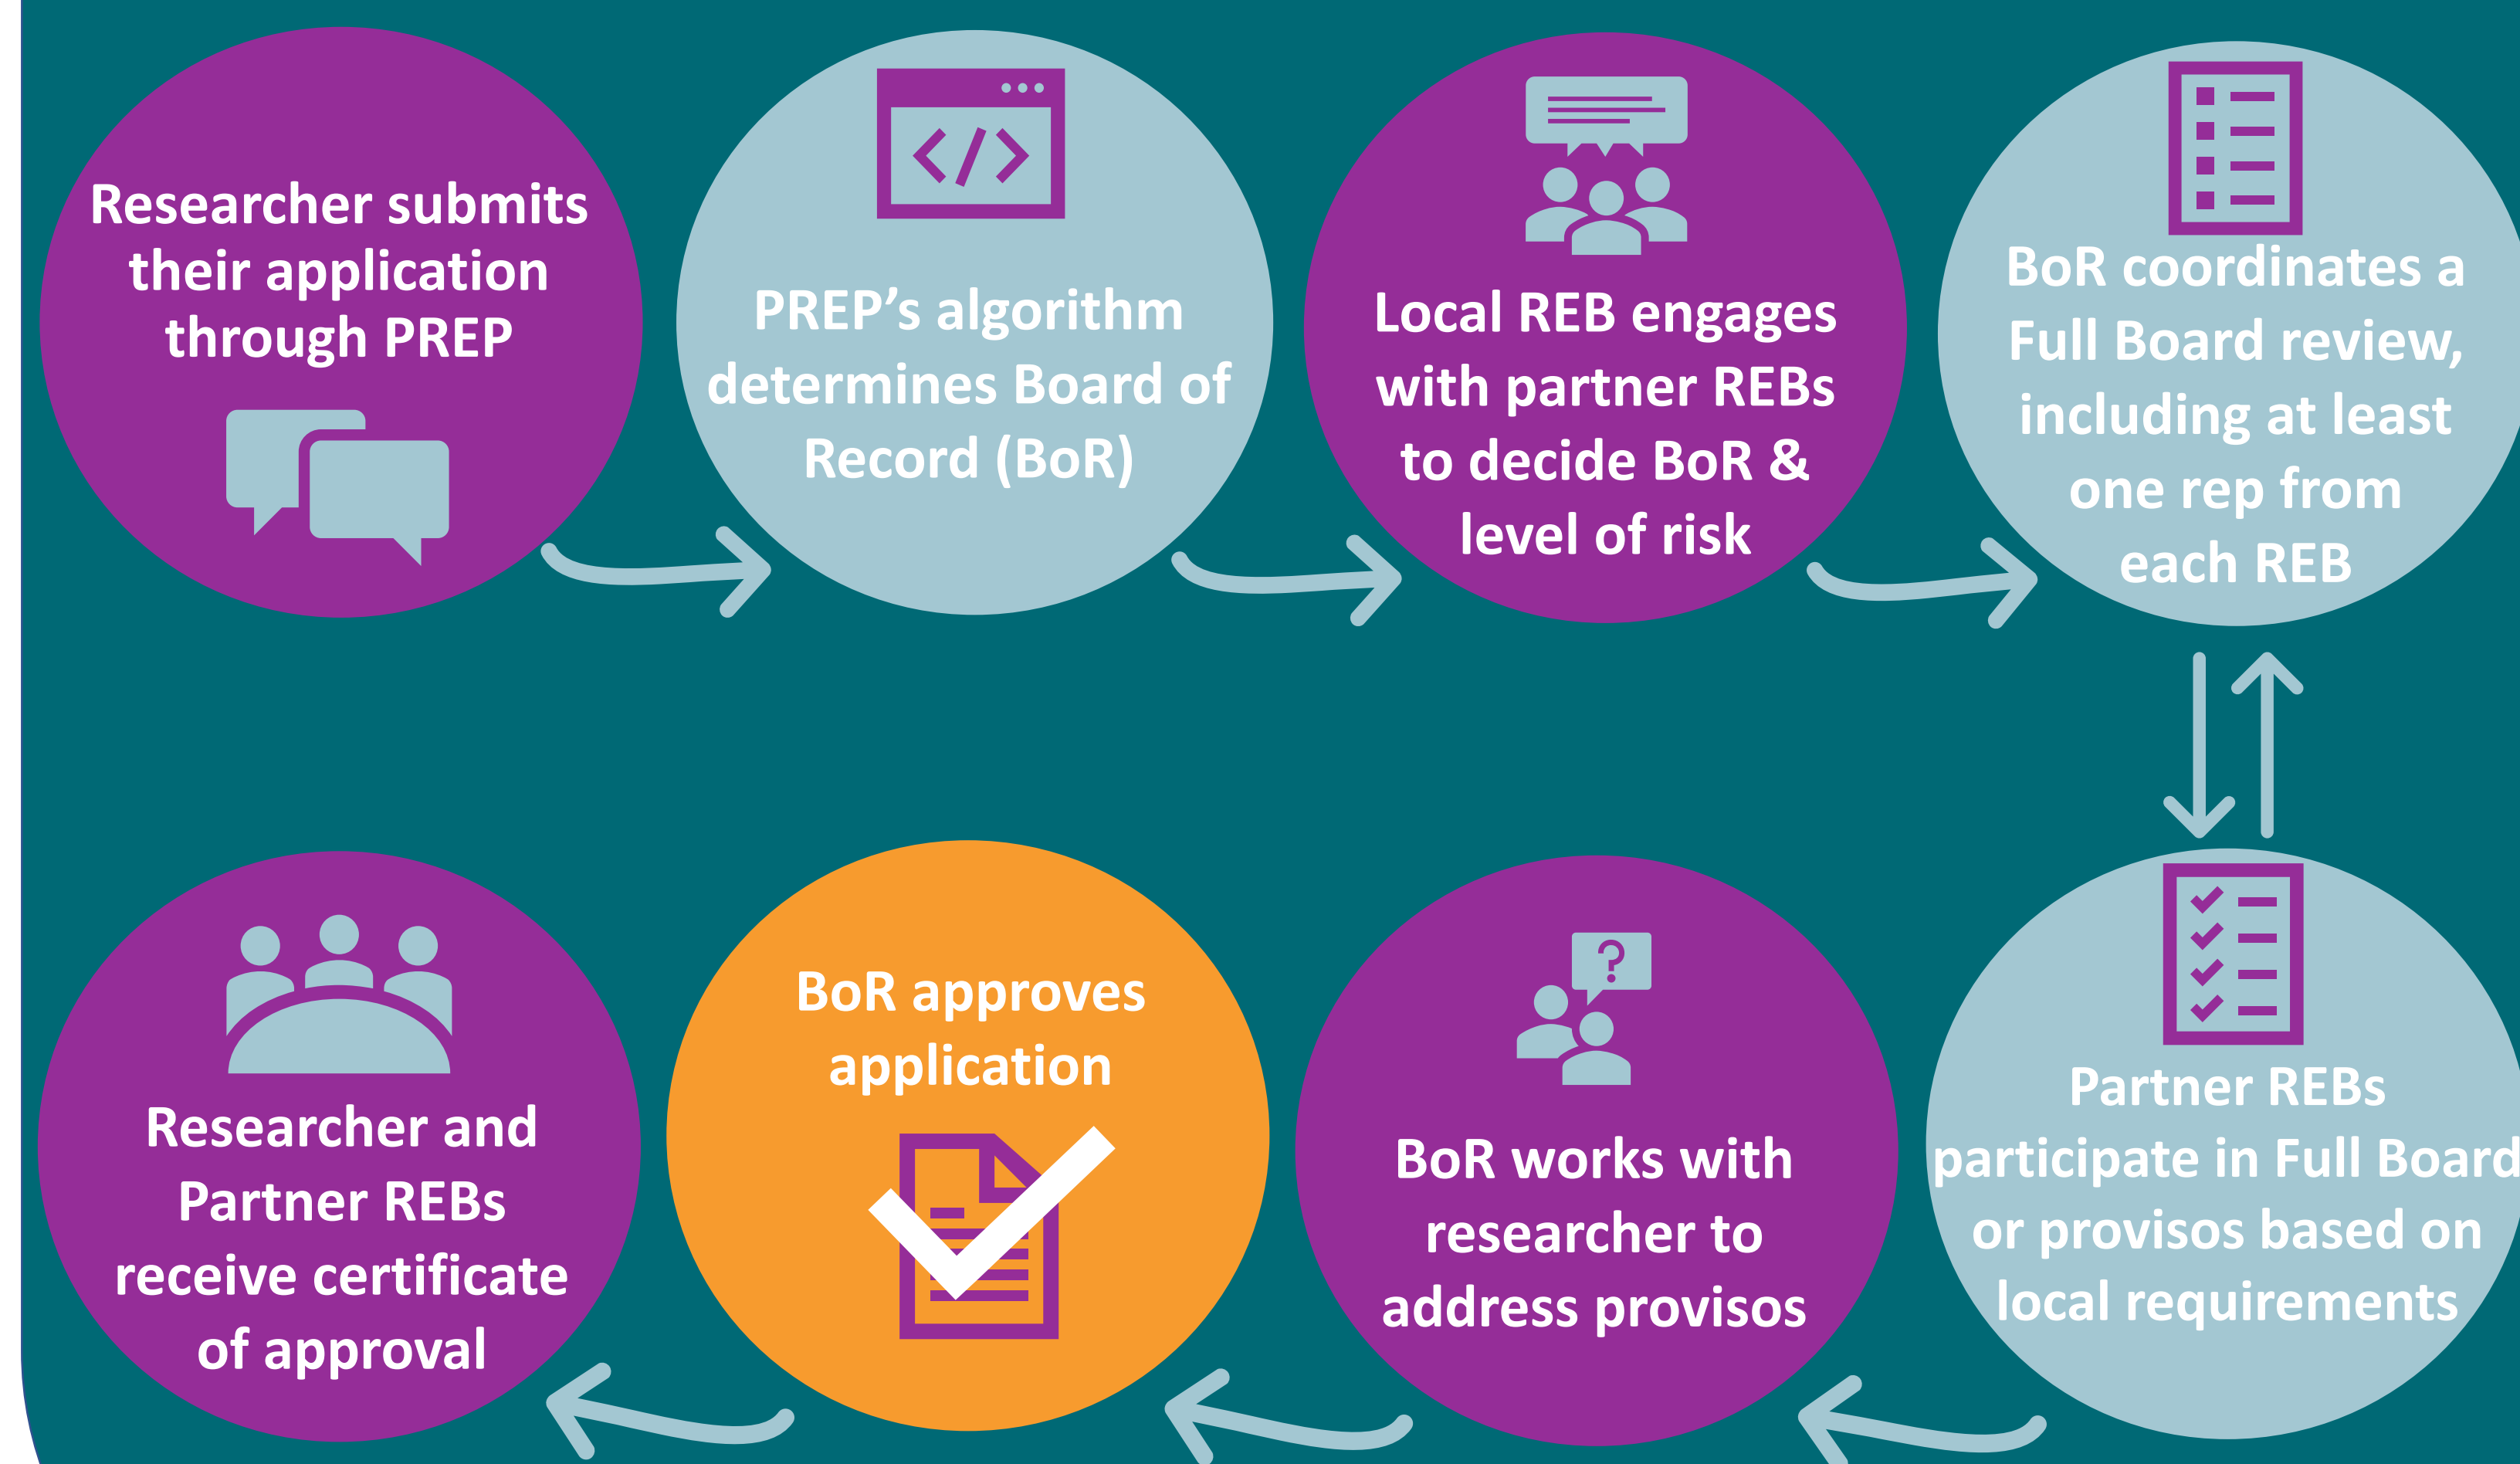 Researcher submits
their application
through PREP
PREP’s algorithm
determines Board of
Record (BoR)
Local REB engages
with partner REBs
to decide BoR &
level of risk
BoR coordinates a
Full Board review,
including at least
one rep from
each REB
Partner REBs
participate in Full Board
or provisos based on
local requirements
?
BoR works with
researcher to
address provisos
BoR approves
application
Researcher and
Partner REBs
receive certificate
of approval